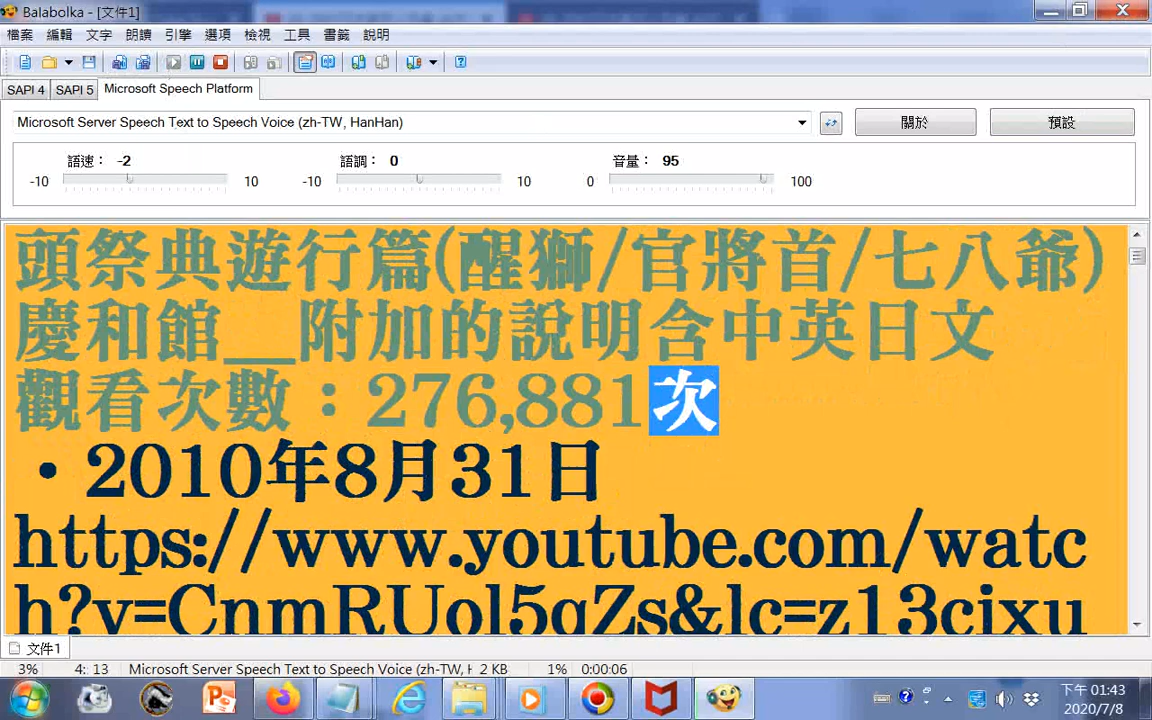 Balabolka - [文件1]
檔案 編輯 文字 朗讀 引擎 選項 檢視 工具 書籤 說明
SAPI 4 SAPI 5 Microsoft Speech Platform
Microsoft Server Speech Text to Speech Voice (zh-TW, HanHan) 關於 預設
語速： -2 語調： 0 音量： 95
-10 10 -10 10 0 100
頭祭典遊行篇(醒獅/官將首/七八爺)
慶和館__附加的說明含中英日文
觀看次數：276,881次
•2010年8月31日
https://www.youtube.com/watc
h?v=CnmRUol5qZs&lc=z13cixu
文件1
3% 4: 13 Microsoft Server Speech Text to Speech Voice (zh-TW, H 2 KB 1% 0:00:06
下午 01:43
2020/7/8